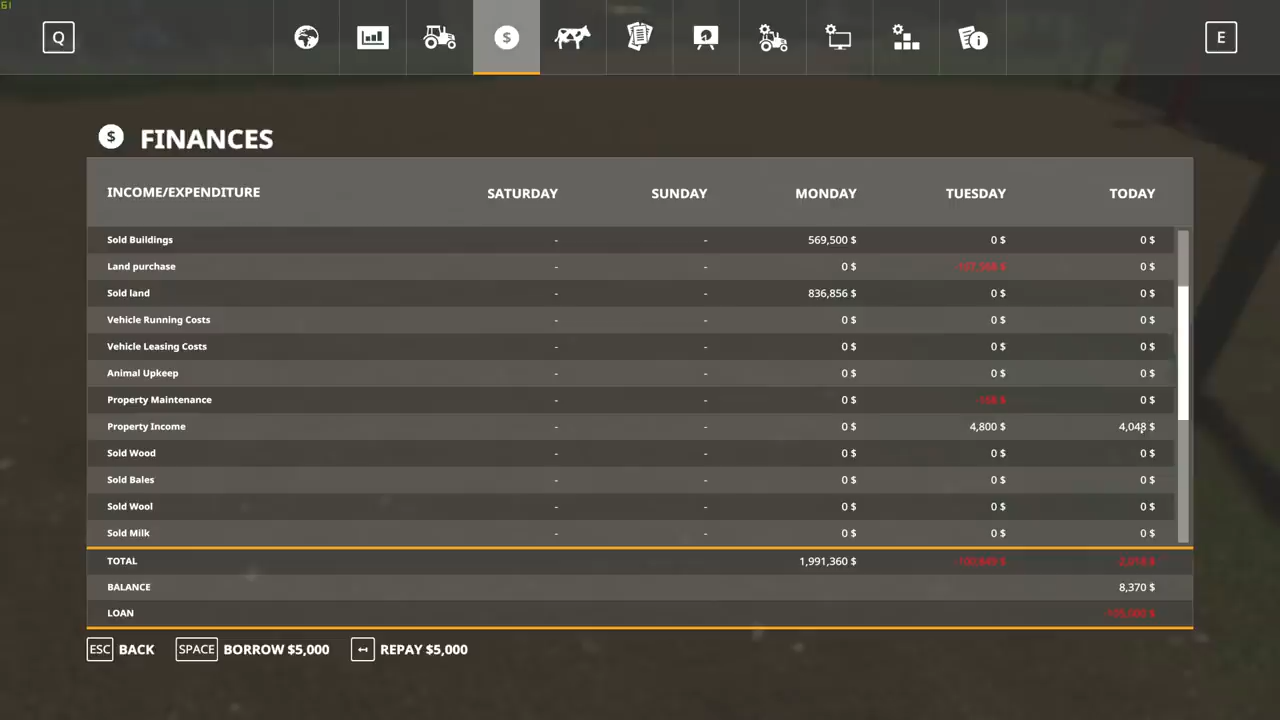 61
Q
E
FINANCES
INCOME/EXPENDITURE SATURDAY SUNDAY MONDAY TUESDAY TODAY
Sold Buildings - - 569,500 $ 0 $ 0 $
Land purchase - - 0 $ 0 $
Sold land - - 836,856 $ 0 $ 0 $
Vehicle Running Costs - - 0 $ 0 $ 0 $
Vehicle Leasing Costs - - 0 $ 0 $ 0 $
Animal Upkeep - - 0 $ 0 $ 0 $
Property Maintenance - - 0 $ 0 $
Property Income - - 0 $ 4,800 $ 4,048 $
Sold Wood - - 0 $ 0 $ 0 $
Sold Bales - - 0 $ 0 $ 0 $
Sold Wool - - 0 $ 0 $ 0 $
Sold Milk - - 0 $ 0 $ 0 $
TOTAL 1,991,360 $
BALANCE 8,370 $
LOAN
ESC BACK SPACE BORROW $5,000 REPAY $5,000